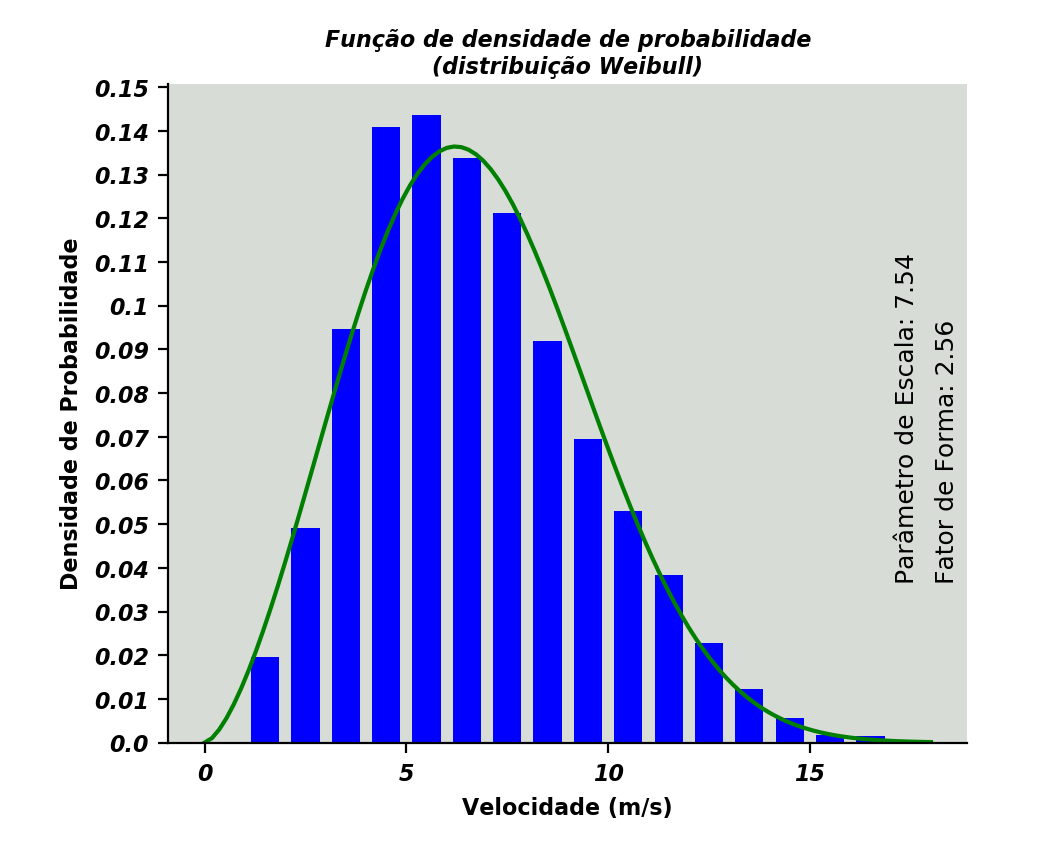 Função de densidade de probabilidade
(distribuição Weibull)
0.15
0.14
0.13
0.12
0.11
0.1
0.09
0.08
0.07
0.06
0.05
0.04
0.03
0.02
0.01
0.0
Densidade de Probabilidade
0 5 10 15
Velocidade (m/s)
Parâmetro de Escala: 7.54
Fator de Forma: 2.56